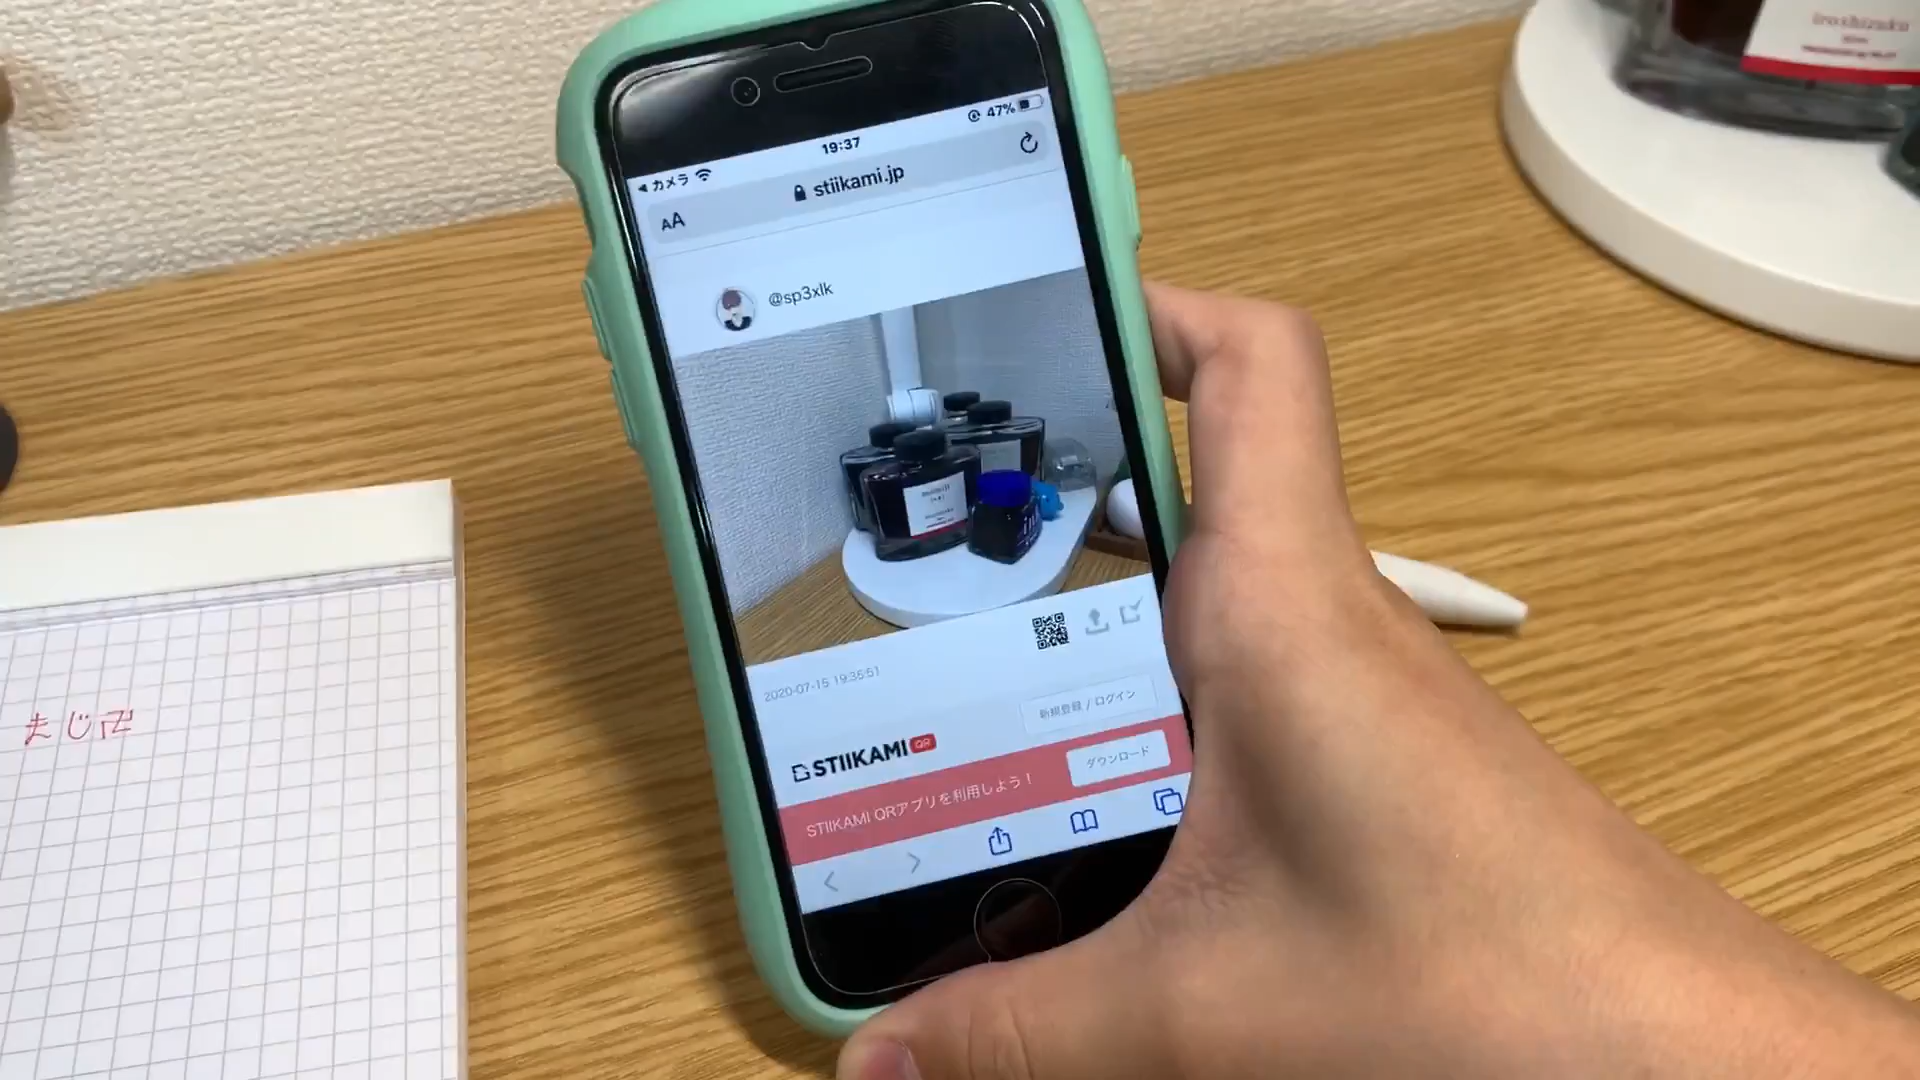 iroshizuku
19:37
47%
カメラ
AA
stiikami.jp
@sp3xlk
ink
2020-07-15 19:35:51
新規登録 / ログイン
STIIKAMI QR
STIIKAMI QRアプリを利用しよう！
ダウンロード
まじ卍